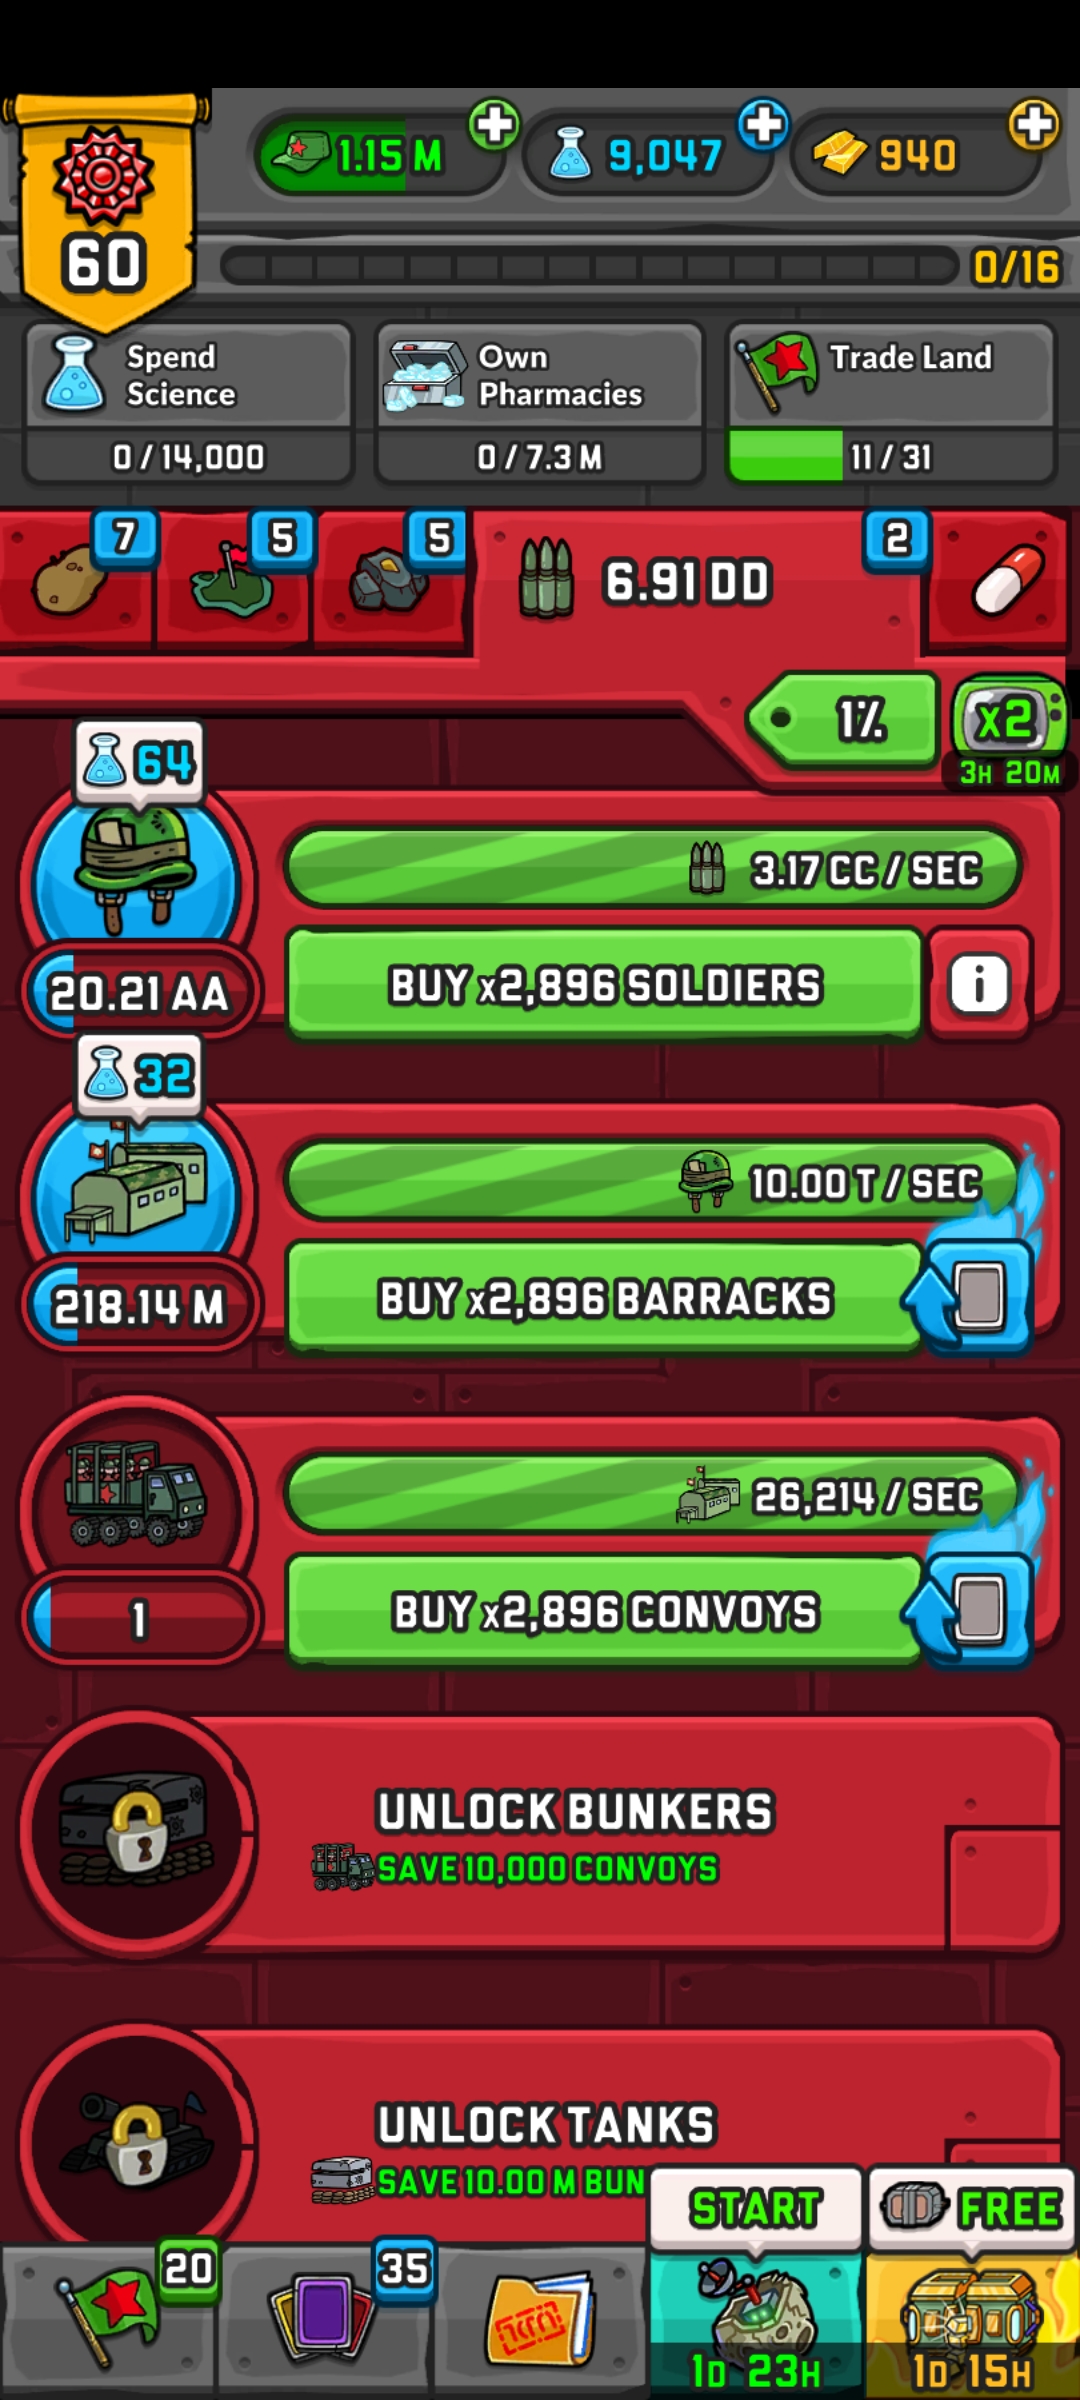 1.15 M
9,047
940
60
0/16
Spend
Science
0 / 14,000
Own
Pharmacies
0 / 7.3 M
Trade Land
11 / 31
7
5
5
6.91 DD
2
1%
x2
3H 20M
64
3.17 CC / SEC
20.21 AA
BUY x2,896 SOLDIERS
i
32
10.00 T / SEC
218.14 M
BUY x2,896 BARRACKS
26,214 / SEC
1
BUY x2,896 CONVOYS
UNLOCK BUNKERS
SAVE 10,000 CONVOYS
UNLOCK TANKS
SAVE 10.00 M BUN
START
FREE
20
35
1D 23H
1D 15H